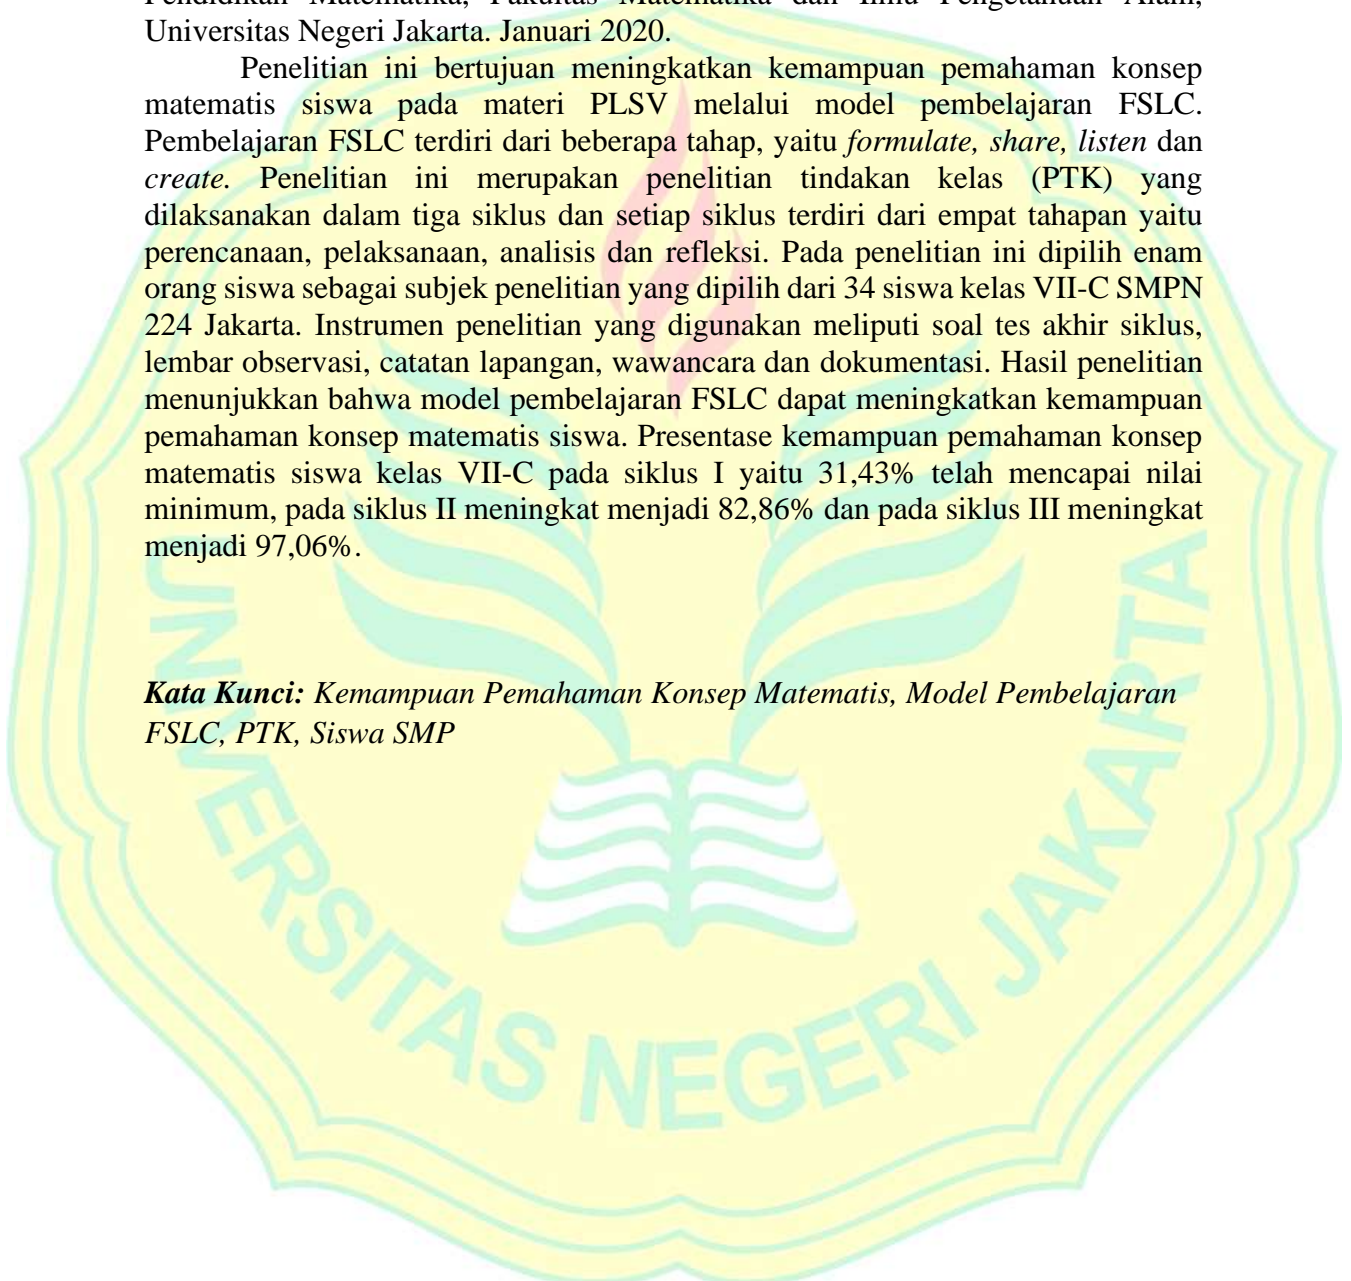 Pendidikan Matematika, Fakultas Matematika dan Ilmu Pengetahuan Alam,
Universitas Negeri Jakarta. Januari 2020.
Penelitian ini bertujuan meningkatkan kemampuan pemahaman konsep
matematis siswa pada materi PLSV melalui model pembelajaran FSLC.
Pembelajaran FSLC terdiri dari beberapa tahap, yaitu formulate, share, listen dan
create. Penelitian ini merupakan penelitian tindakan kelas (PTK) yang
dilaksanakan dalam tiga siklus dan setiap siklus terdiri dari empat tahapan yaitu
perencanaan, pelaksanaan, analisis dan refleksi. Pada penelitian ini dipilih enam
orang siswa sebagai subjek penelitian yang dipilih dari 34 siswa kelas VII-C SMPN
224 Jakarta. Instrumen penelitian yang digunakan meliputi soal tes akhir siklus,
lembar observasi, catatan lapangan, wawancara dan dokumentasi. Hasil penelitian
menunjukkan bahwa model pembelajaran FSLC dapat meningkatkan kemampuan
pemahaman konsep matematis siswa. Presentase kemampuan pemahaman konsep
matematis siswa kelas VII-C pada siklus I yaitu 31,43% telah mencapai nilai
minimum, pada siklus II meningkat menjadi 82,86% dan pada siklus III meningkat
menjadi 97,06%.
Kata Kunci: Kemampuan Pemahaman Konsep Matematis, Model Pembelajaran
FSLC, PTK, Siswa SMP
UNIVERSITAS NEGERI JAKARTA